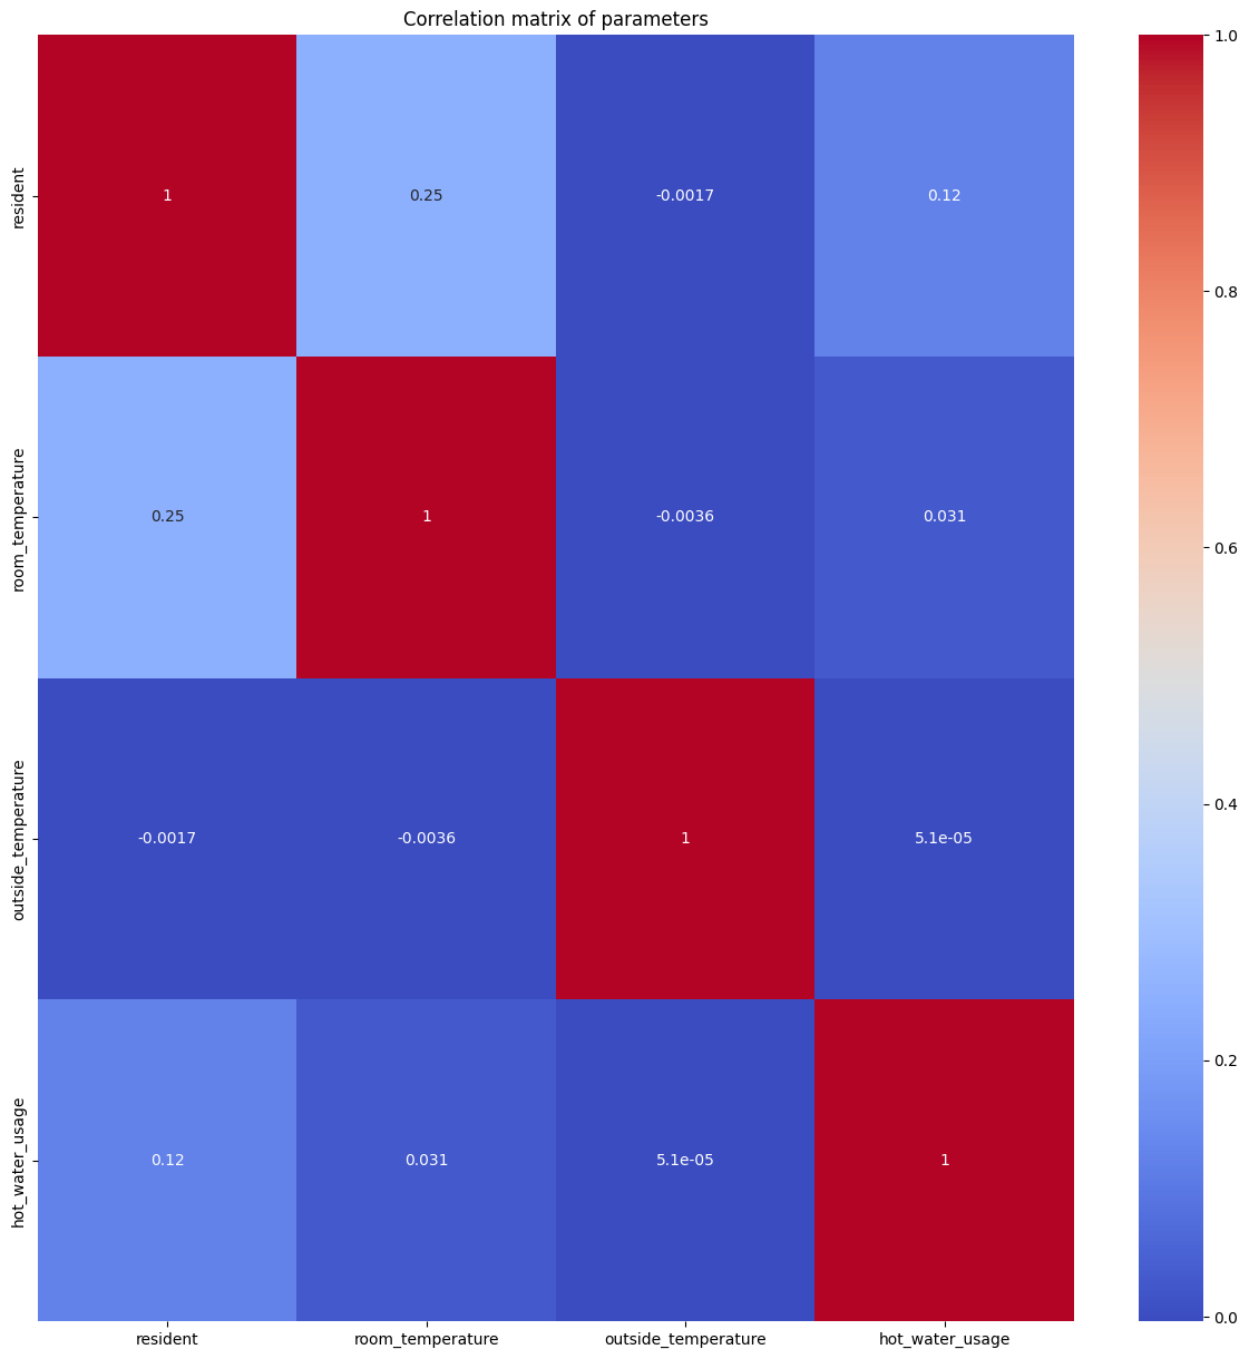 Correlation matrix of parameters
resident
1
0.25
-0.0017
0.12
room_temperature
0.25
1
-0.0036
0.031
outside_temperature
-0.0017
-0.0036
1
5.1e-05
hot_water_usage
0.12
0.031
5.1e-05
1
resident
room_temperature
outside_temperature
hot_water_usage
1.0
0.8
0.6
0.4
0.2
0.0